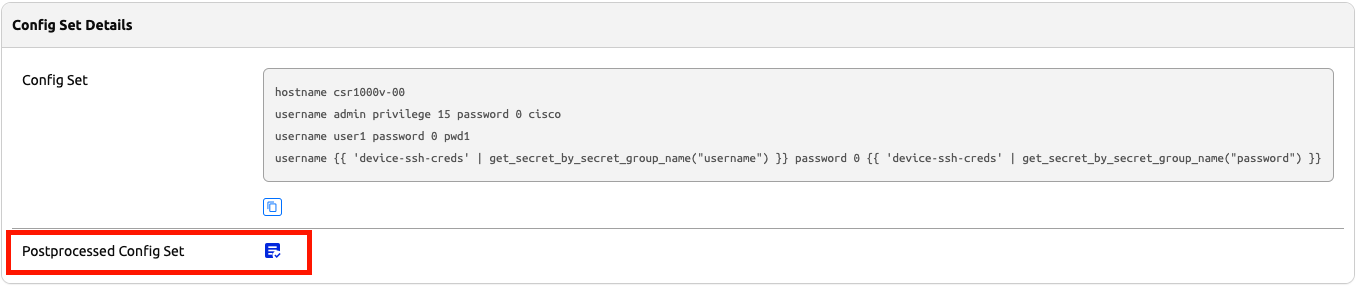 Config Set Details
Config Set
hostname csr1000v-00
username admin privilege 15 password 0 cisco
username user1 password 0 pwd1
username {{ 'device-ssh-creds' | get_secret_by_secret_group_name("username") }} password 0 {{ 'device-ssh-creds' | get_secret_by_secret_group_name("password") }}
Postprocessed Config Set